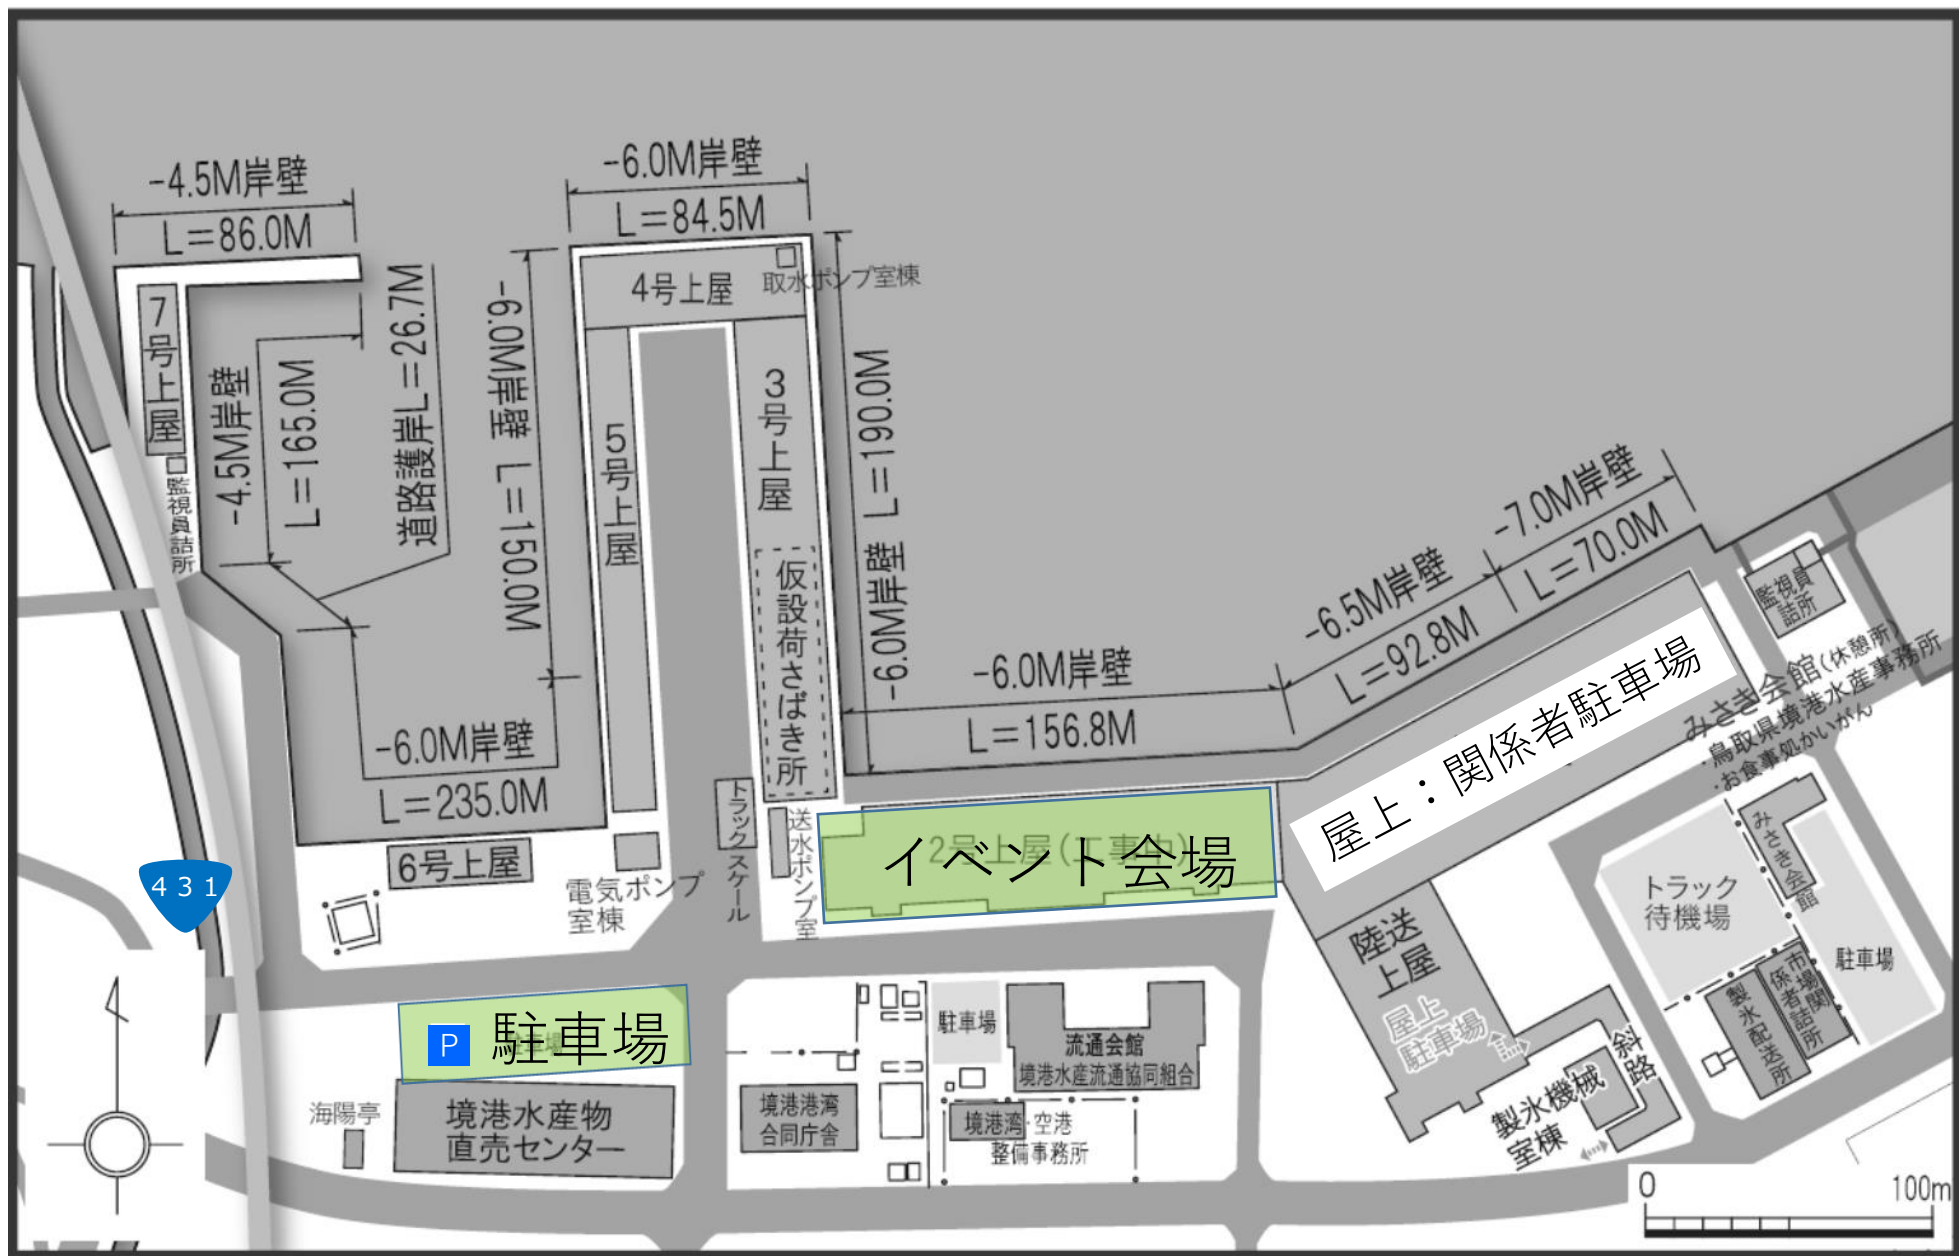 -4.5M岸壁
L=86.0M
-6.0M岸壁
L=84.5M
7号上屋
監視員詰所
-4.5M岸壁
L=165.0M
道路護岸L=26.7M
-6.0M岸壁 L=150.0M
4号上屋
取水ポンプ室棟
5号上屋
3号上屋
仮設荷さばき所
-6.0M岸壁 L=190.0M
-6.0M岸壁
L=156.8M
-6.5M岸壁
L=92.8M
-7.0M岸壁
L=70.0M
監視員
詰所
みさき会館(休憩所)
・鳥取県境港水産事務所
・お食事処かいがん
屋上:関係者駐車場
-6.0M岸壁
L=235.0M
6号上屋
電気ポンプ
室棟
トラックスケール
送水ポンプ室
2号上屋(工事中)
イベント会場
431
陸送
上屋
屋上
駐車場
トラック
待機場
みさき会館
駐車場
市場関
係者詰所
製氷配送所
斜路
製氷機械
室棟
P 駐車場
駐車場
海陽亭
境港水産物
直売センター
境港港湾
合同庁舎
駐車場
流通会館
境港水産流通協同組合
境港湾・空港
整備事務所
0 100m